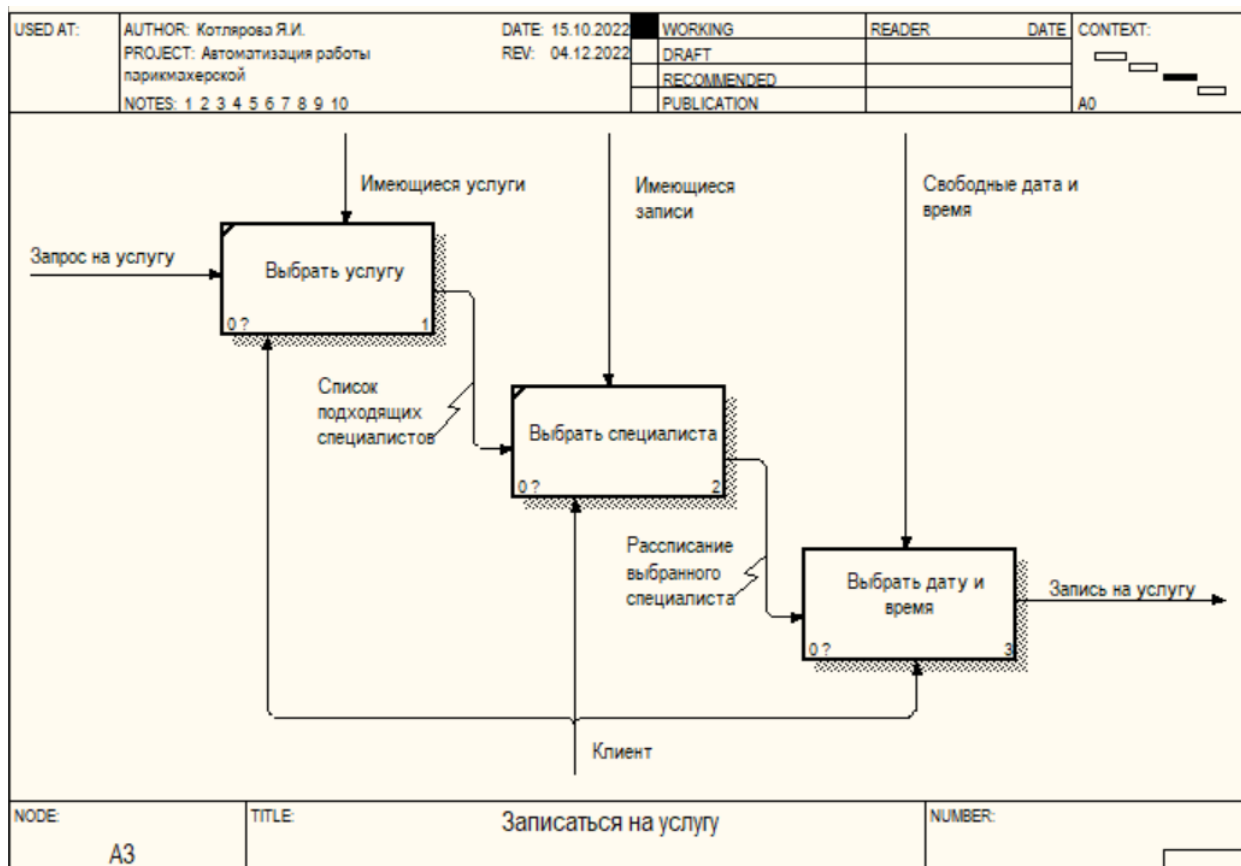 USED AT:
AUTHOR: Котлярова Я.И.
DATE: 15.10.2022
PROJECT: Автоматизация работы
парикмахерской
REV: 04.12.2022
NOTES: 1 2 3 4 5 6 7 8 9 10
WORKING
DRAFT
RECOMMENDED
PUBLICATION
READER
DATE
CONTEXT:
A0
Имеющиеся услуги
Имеющиеся
записи
Свободные дата и
время
Запрос на услугу
Выбрать услугу
0 ?
1
Список
подходящих
специалистов
Выбрать специалиста
0 ?
2
Рассписание
выбранного
специалиста
Выбрать дату и
время
0 ?
3
Запись на услугу
Клиент
NODE:
A3
TITLE:
Записаться на услугу
NUMBER: